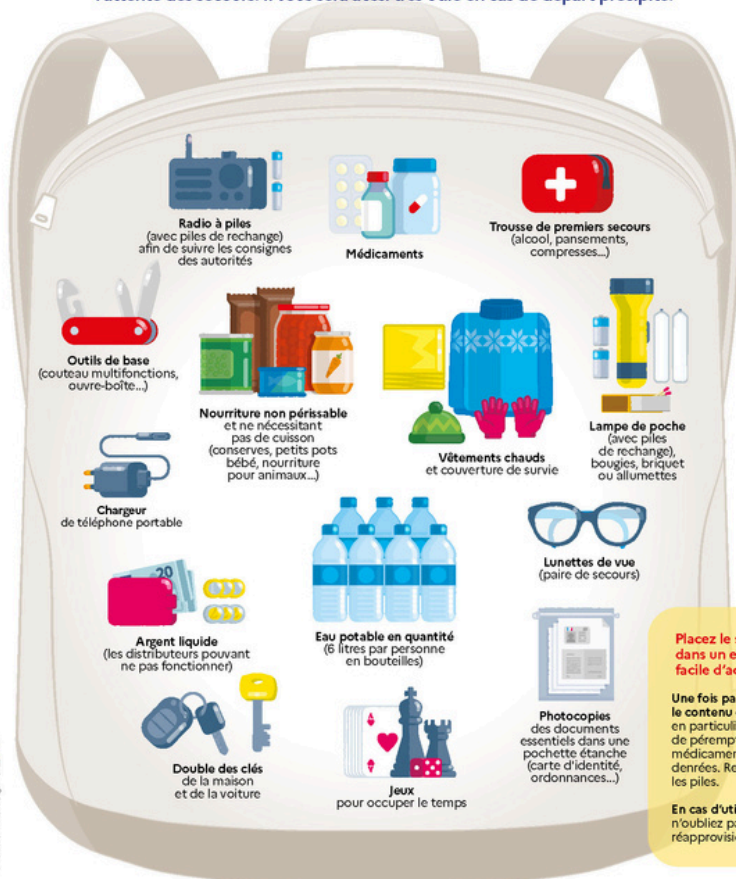 Radio à piles
(avec piles de rechange)
afin de suivre les consignes
des autorités
Médicaments
Trousse de premiers secours
(alcool, pansements,
compresses...)
Outils de base
(couteau multifonctions,
ouvre-boîte...)
Nourriture non périssable
et ne nécessitant
pas de cuisson
(conserves, petits pots
bébé, nourriture
pour animaux...)
Vêtements chauds
et couverture de survie
Lampe de poche
(avec piles
de rechange),
bougies, briquet
ou allumettes
Chargeur
de téléphone portable
Lunettes de vue
(paire de secours)
20
Argent liquide
(les distributeurs pouvant
ne pas fonctionner)
Eau potable en quantité
(6 litres par personne
en bouteilles)
Photocopies
des documents
essentiels dans une
pochette étanche
(carte d'identité,
ordonnances...)
Double des clés
de la maison
et de la voiture
A
A
Jeux
pour occuper le temps
Placez le
dans un
facile d'
Une fois
le contenu
en particuli
de péremp
médicamen
denrées. Re
les piles.
En cas d'uti
n'oubliez pa
réapprovisi